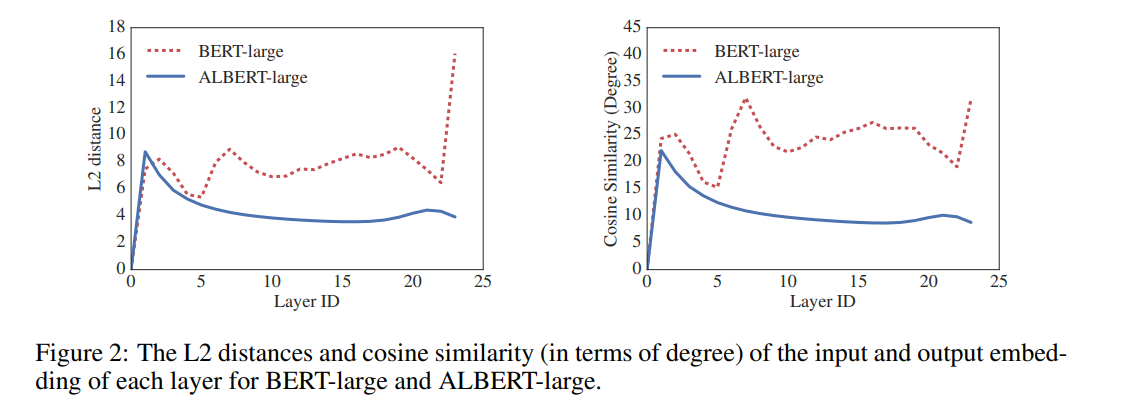 18
16
14
12
10
8
6
4
2
0
L2 distance
BERT-large
ALBERT-large
0 5 10 15 20 25
Layer ID
45
40
35
30
25
20
15
10
5
0
Cosine Similarity (Degree)
BERT-large
ALBERT-large
0 5 10 15 20 25
Layer ID
Figure 2: The L2 distances and cosine similarity (in terms of degree) of the input and output embed-
ding of each layer for BERT-large and ALBERT-large.